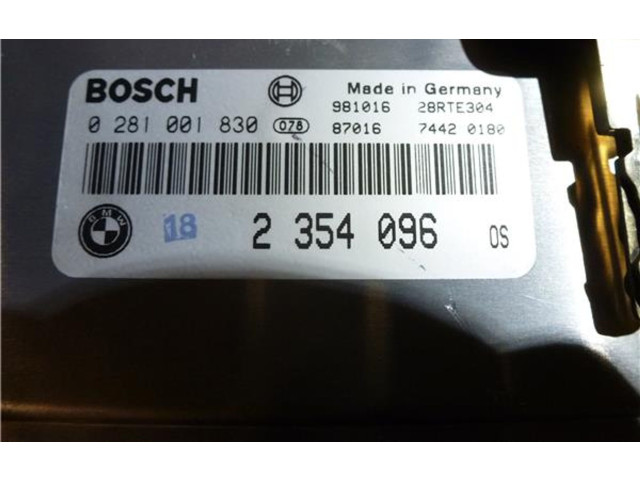 BOSCH Made in Germany
981016 28RTE304
0 281 001 830 078 87016 7442 0180
BMW 18 2 354 096 OS